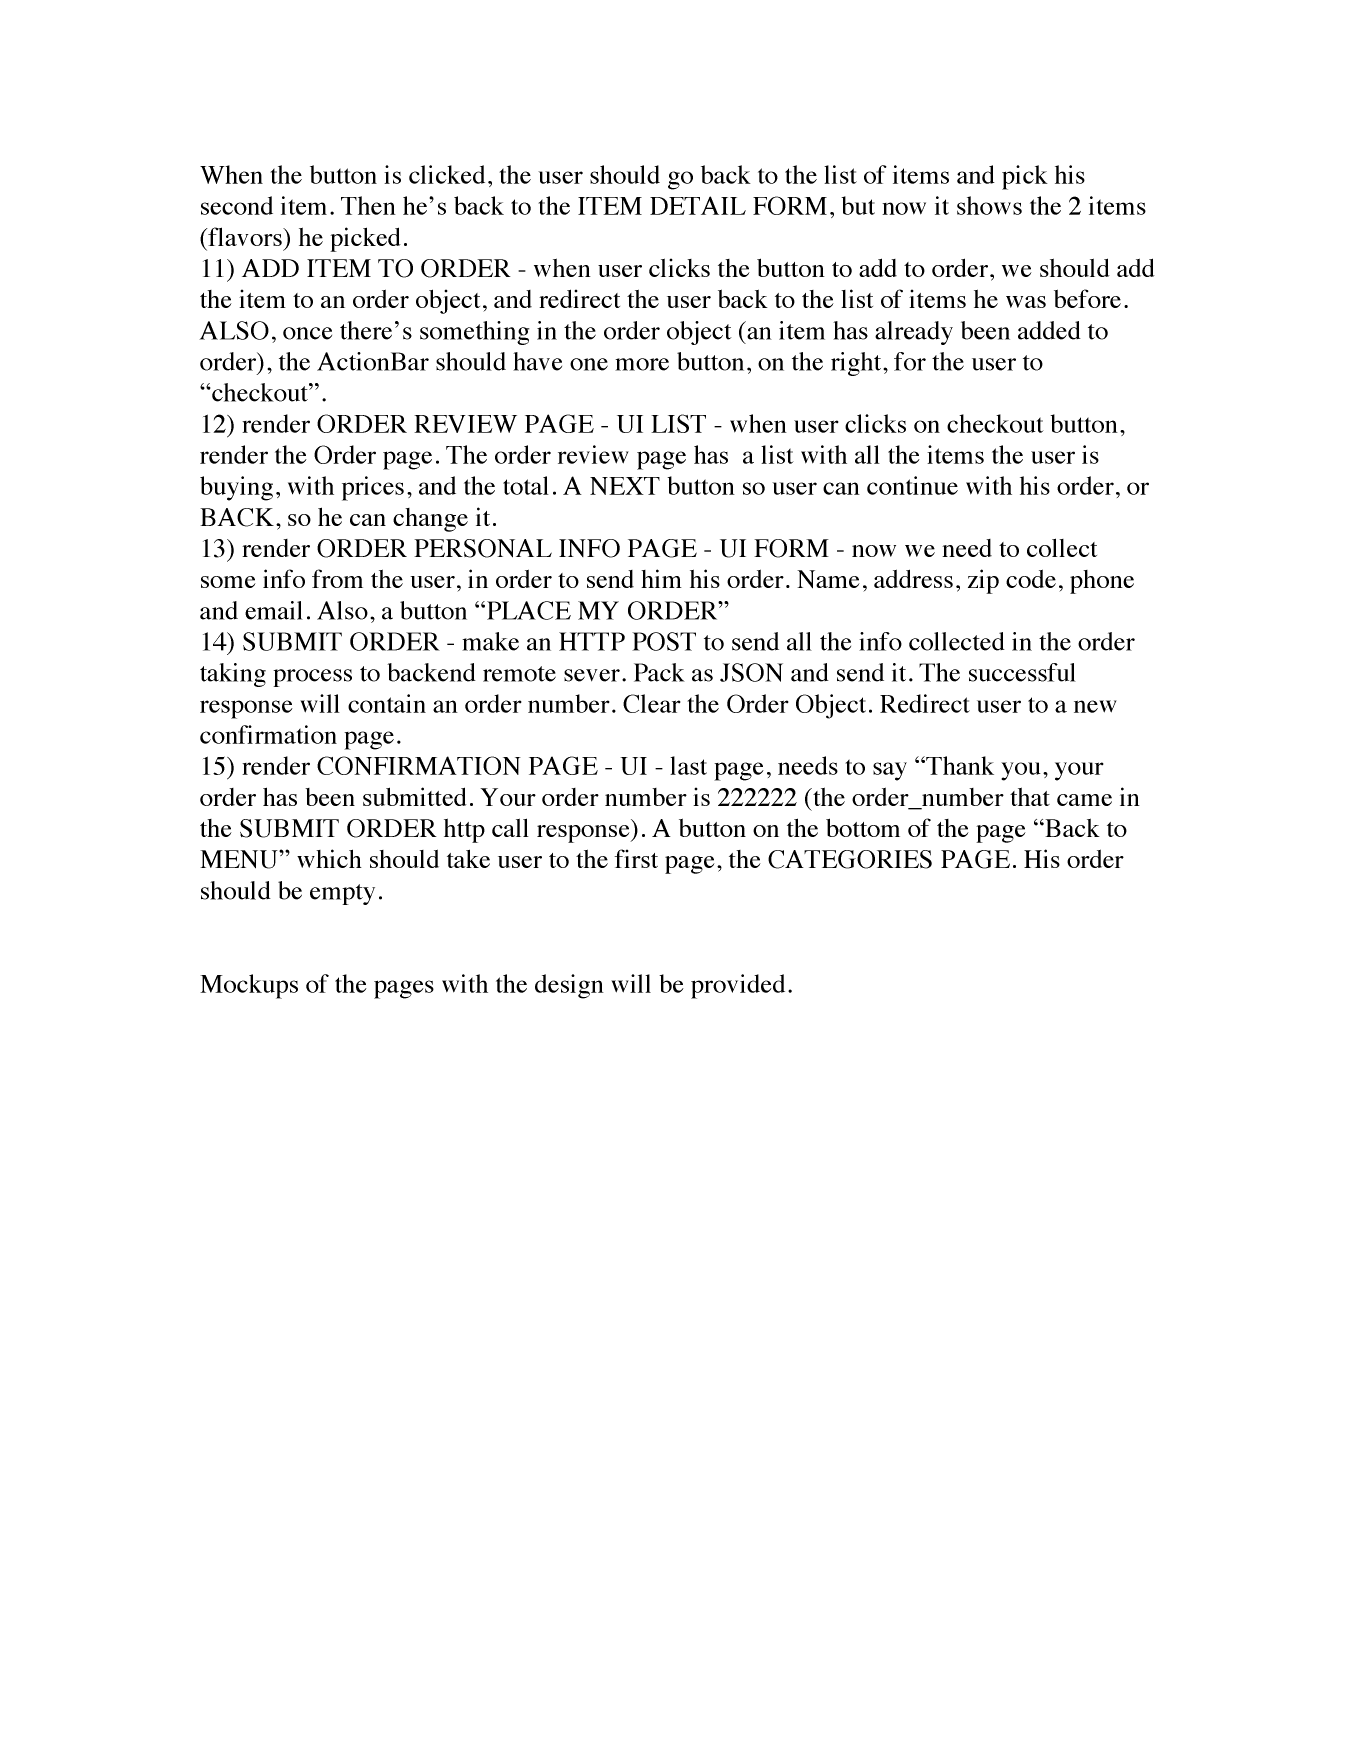 When the button is clicked, the user should go back to the list of items and pick his
second item. Then he’s back to the ITEM DETAIL FORM, but now it shows the 2 items
(flavors) he picked.
11) ADD ITEM TO ORDER - when user clicks the button to add to order, we should add
the item to an order object, and redirect the user back to the list of items he was before.
ALSO, once there’s something in the order object (an item has already been added to
order), the ActionBar should have one more button, on the right, for the user to
“checkout”.
12) render ORDER REVIEW PAGE - UI LIST - when user clicks on checkout button,
render the Order page. The order review page has  a list with all the items the user is
buying, with prices, and the total. A NEXT button so user can continue with his order, or
BACK, so he can change it.
13) render ORDER PERSONAL INFO PAGE - UI FORM - now we need to collect
some info from the user, in order to send him his order. Name, address, zip code, phone
and email. Also, a button “PLACE MY ORDER”
14) SUBMIT ORDER - make an HTTP POST to send all the info collected in the order
taking process to backend remote sever. Pack as JSON and send it. The successful
response will contain an order number. Clear the Order Object. Redirect user to a new
confirmation page.
15) render CONFIRMATION PAGE - UI - last page, needs to say “Thank you, your
order has been submitted. Your order number is 222222 (the order_number that came in
the SUBMIT ORDER http call response). A button on the bottom of the page “Back to
MENU” which should take user to the first page, the CATEGORIES PAGE. His order
should be empty.
Mockups of the pages with the design will be provided.